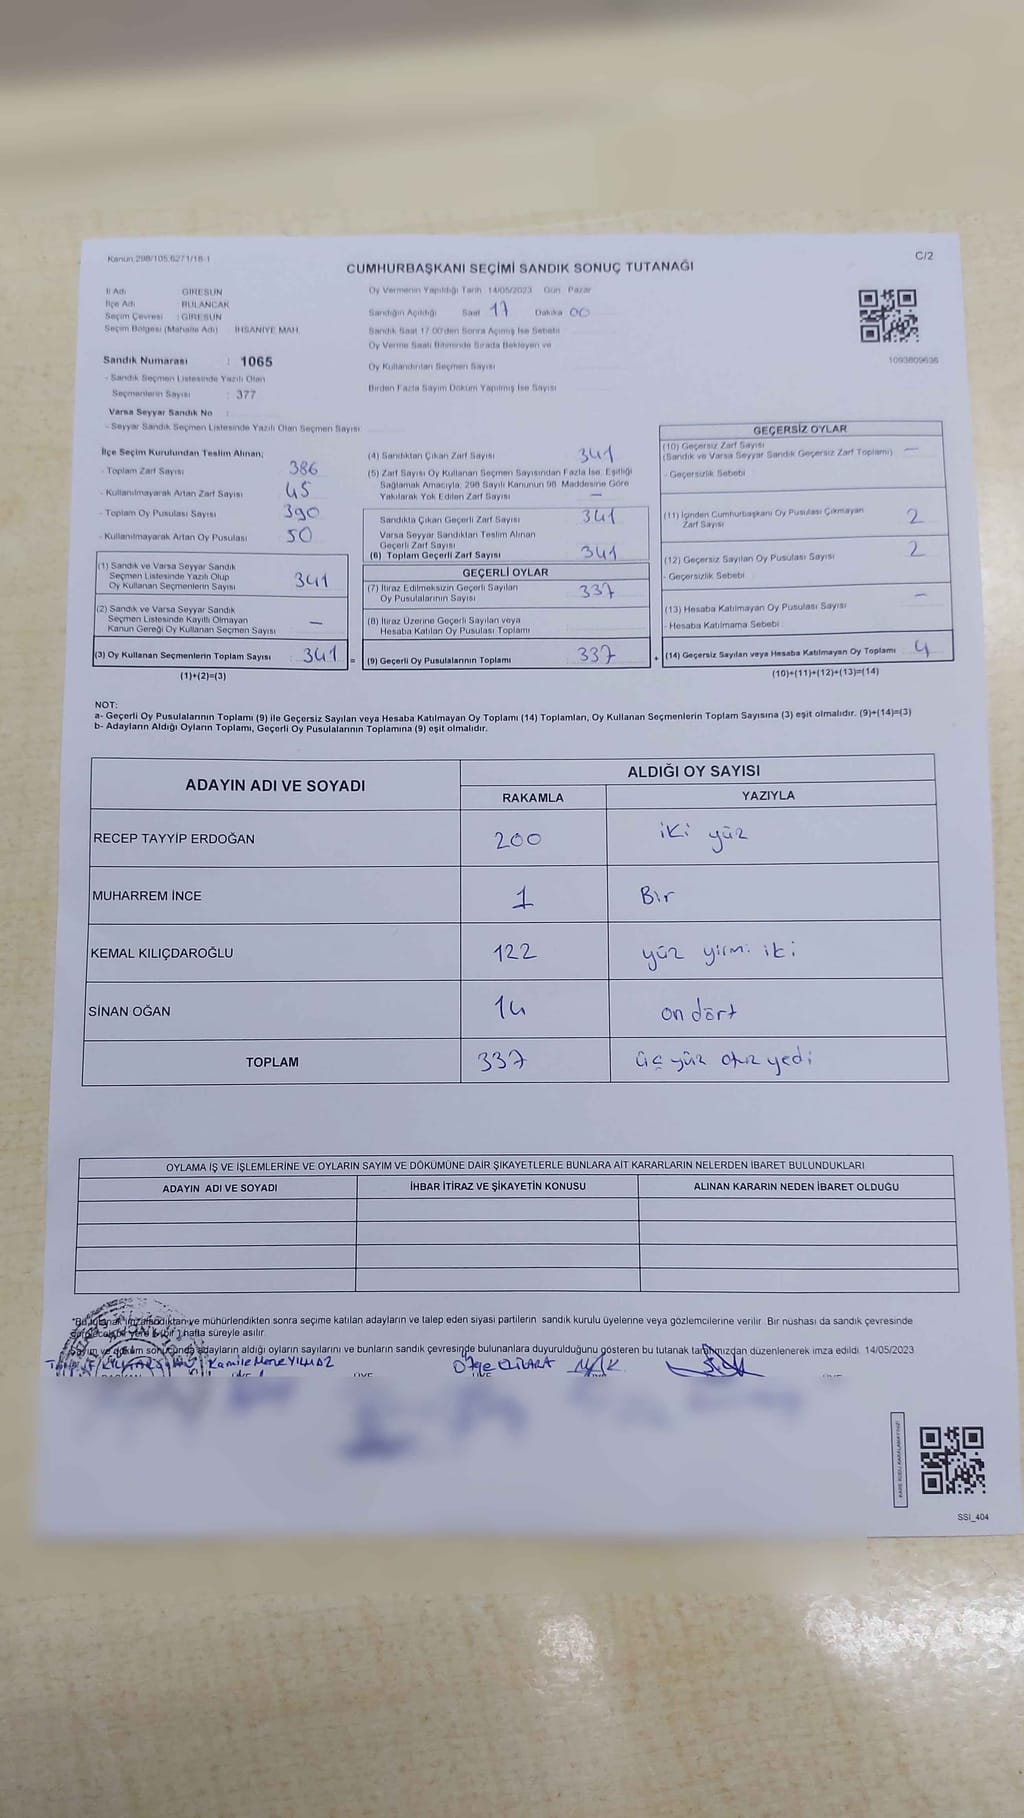 Kanun 298/105,6271/18-1
C/2
CUMHURBAŞKANI SEÇİMİ SANDIK SONUÇ TUTANAĞI
İl Adı GİRESUN
İlçe Adı BULANCAK
Seçim Çevresi : GİRESUN
Seçim Bölgesi (Mahalle Adı) : İHSANİYE MAH.
Oy Vermenin Yapıldığı Tarih 14/05/2023 Gün Pazar
Sandığın Açıldığı Saat 17 Dakika 00
Sandık Saat 17.00'den Sonra Açımış İse Sebebi
Oy Verme Saati Bitiminde Sırada Bekleyen ve
Oy Kullandırılan Seçmen Sayısı
Birden Fazla Sayım Döküm Yapılmış İse Sayısı
1093809636
Sandık Numarası : 1065
- Sandık Seçmen Listesinde Yazılı Olan
Seçmenlerin Sayısı : 377
Varsa Seyyar Sandık No :
- Seyyar Sandık Seçmen Listesinde Yazılı Olan Seçmen Sayısı
İlçe Seçim Kurulundan Teslim Alınan;
- Toplam Zarf Sayısı 386
- Kullanılmayarak Artan Zarf Sayısı 45
- Toplam Oy Pusulası Sayısı 390
- Kullanılmayarak Artan Oy Pusulası 50
(1) Sandık ve Varsa Seyyar Sandık
Seçmen Listesinde Yazılı Olup
Oy Kullanan Seçmenlerin Sayısı 341
(2) Sandık ve Varsa Seyyar Sandık
Seçmen Listesinde Kayıtlı Olmayan
Kanun Gereği Oy Kullanan Seçmen Sayısı —
(3) Oy Kullanan Seçmenlerin Toplam Sayısı 341 =
(1)+(2)=(3)
(4) Sandıktan Çıkan Zarf Sayısı 341
(5) Zarf Sayısı Oy Kullanan Seçmen Sayısından Fazla İse, Eşitliği
Sağlamak Amacıyla, 298 Sayılı Kanunun 98. Maddesine Göre
Yakılarak Yok Edilen Zarf Sayısı —
Sandıkta Çıkan Geçerli Zarf Sayısı 341
Varsa Seyyar Sandıktan Teslim Alınan
Geçerli Zarf Sayısı
(6) Toplam Geçerli Zarf Sayısı 341
GEÇERLİ OYLAR
(7) İtiraz Edilmeksizin Geçerli Sayılan
Oy Pusulalarının Sayısı 337
(8) İtiraz Üzerine Geçerli Sayılan veya
Hesaba Katılan Oy Pusulası Toplamı
(9) Geçerli Oy Pusulalarının Toplamı 337 +
GEÇERSİZ OYLAR
(10) Geçersiz Zarf Sayısı —
(Sandık ve Varsa Seyyar Sandık Geçersiz Zarf Toplamı)
- Geçersizlik Sebebi
(11) İçinden Cumhurbaşkanı Oy Pusulası Çıkmayan
Zarf Sayısı 2
(12) Geçersiz Sayılan Oy Pusulası Sayısı 2
- Geçersizlik Sebebi
(13) Hesaba Katılmayan Oy Pusulası Sayısı —
- Hesaba Katılmama Sebebi
(14) Geçersiz Sayılan veya Hesaba Katılmayan Oy Toplamı 4
(10)+(11)+(12)+(13)=(14)
NOT:
a- Geçerli Oy Pusulalarının Toplamı (9) ile Geçersiz Sayılan veya Hesaba Katılmayan Oy Toplamı (14) Toplamları, Oy Kullanan Seçmenlerin Toplam Sayısına (3) eşit olmalıdır. (9)+(14)=(3)
b- Adayların Aldığı Oyların Toplamı, Geçerli Oy Pusulalarının Toplamına (9) eşit olmalıdır.
ADAYIN ADI VE SOYADI
ALDIĞI OY SAYISI
RAKAMLA YAZIYLA
RECEP TAYYİP ERDOĞAN 200 iki yüz
MUHARREM İNCE 1 Bir
KEMAL KILIÇDAROĞLU 122 yüz yirmi iki
SİNAN OĞAN 14 on dört
TOPLAM 337 üç yüz otuz yedi
OYLAMA İŞ VE İŞLEMLERİNE VE OYLARIN SAYIM VE DÖKÜMÜNE DAİR ŞİKAYETLERLE BUNLARA AİT KARARLARIN NELERDEN İBARET BULUNDUKLARI
ADAYIN ADI VE SOYADI İHBAR İTİRAZ VE ŞİKAYETİN KONUSU ALINAN KARARIN NEDEN İBARET OLDUĞU
"Bu tutanak imzalandıktan ve mühürlendikten sonra seçime katılan adayların ve talep eden siyasi partilerin sandık kurulu üyelerine veya gözlemcilerine verilir. Bir nüshası da sandık çevresinde
hafta süreyle asılır.
Sayım ve döküm sonucunda adayların aldığı oyların sayılarını ve bunların sandık çevresinde bulunanlara duyurulduğunu gösteren bu tutanak tarafımızdan düzenlenerek imza edildi. 14/05/2023
YILMAZ
SSI_404